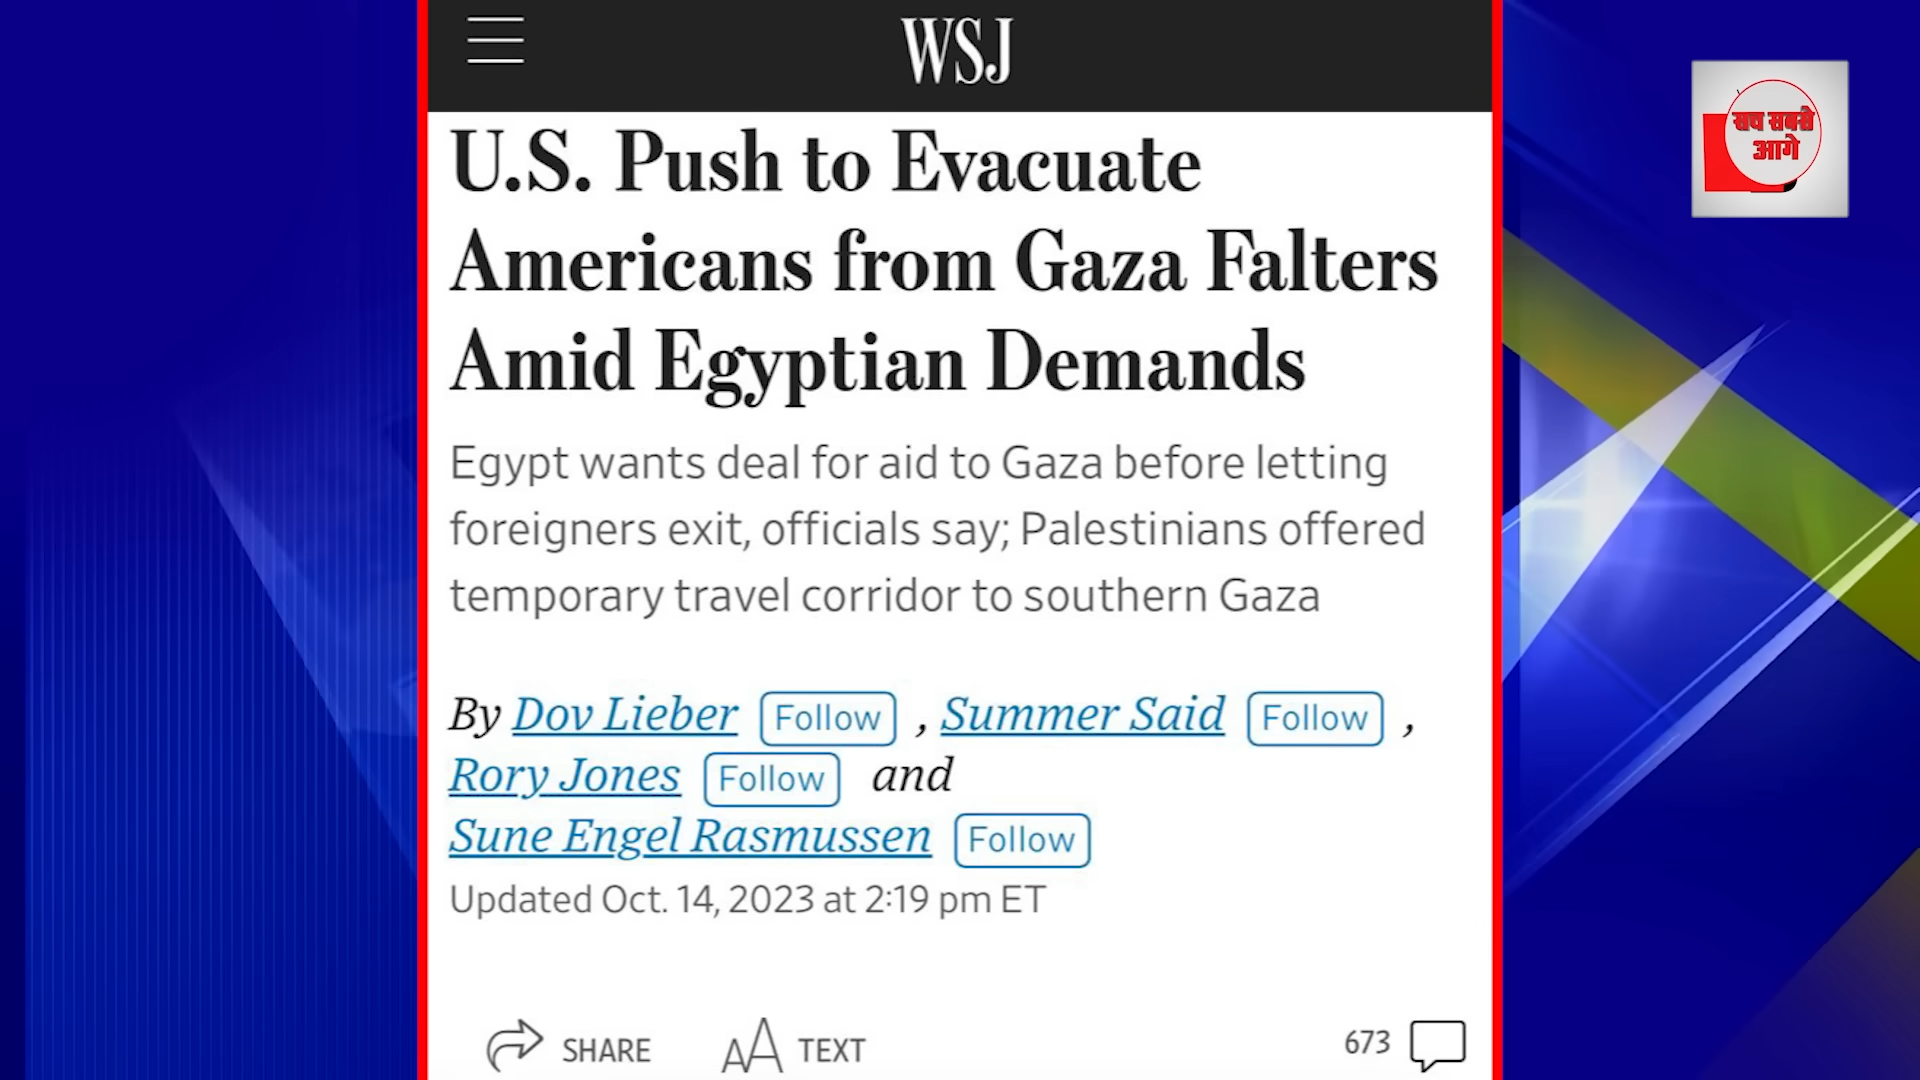 WSJ
सच सबसे
आगे
U.S. Push to Evacuate
Americans from Gaza Falters
Amid Egyptian Demands
Egypt wants deal for aid to Gaza before letting
foreigners exit, officials say; Palestinians offered
temporary travel corridor to southern Gaza
By Dov Lieber Follow , Summer Said Follow ,
Rory Jones Follow and
Sune Engel Rasmussen Follow
Updated Oct. 14, 2023 at 2:19 pm ET
SHARE AA TEXT 673